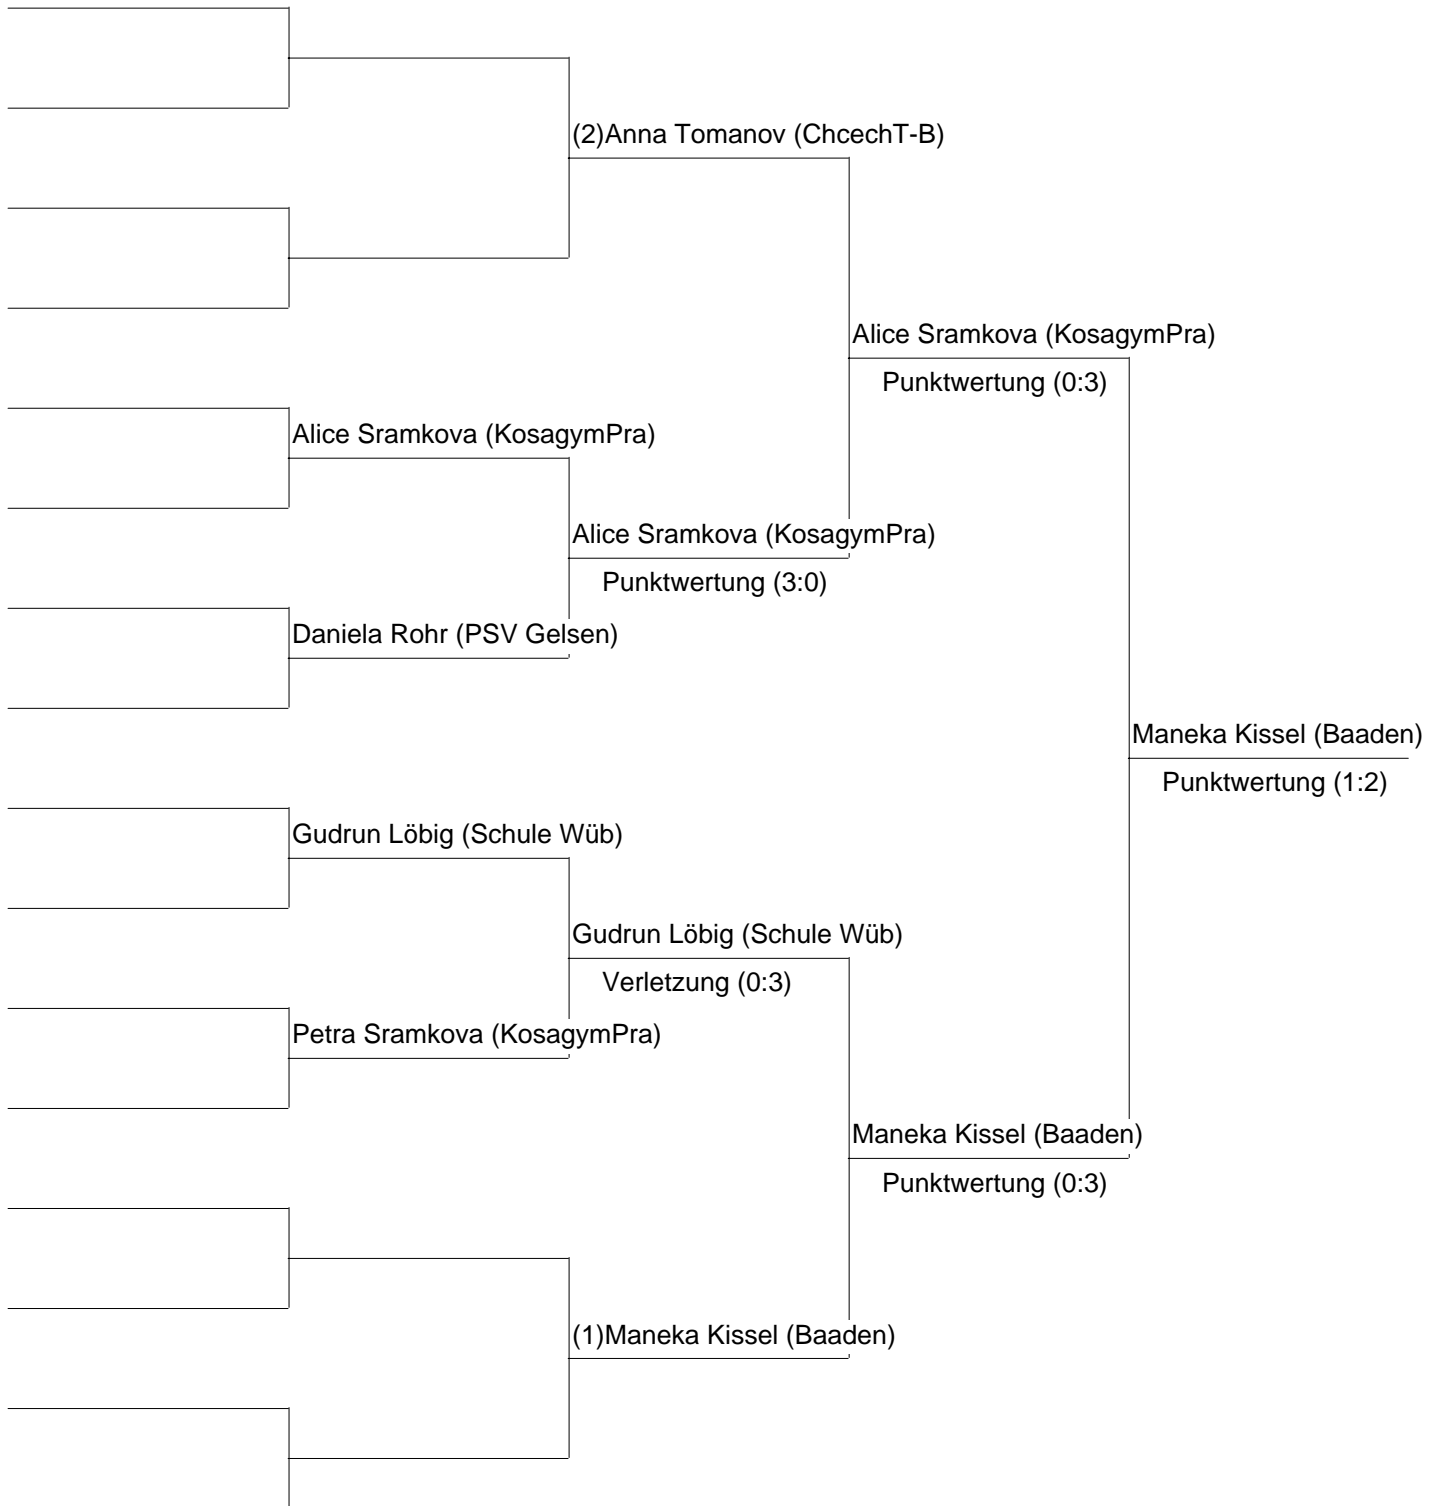 (2)Anna Tomanov (ChcechT-B)
Alice Sramkova (KosagymPra)
Punktwertung (0:3)
Alice Sramkova (KosagymPra)
Alice Sramkova (KosagymPra)
Punktwertung (3:0)
Daniela Rohr (PSV Gelsen)
Maneka Kissel (Baaden)
Punktwertung (1:2)
Gudrun Löbig (Schule Wüb)
Gudrun Löbig (Schule Wüb)
Verletzung (0:3)
Petra Sramkova (KosagymPra)
Maneka Kissel (Baaden)
Punktwertung (0:3)
(1)Maneka Kissel (Baaden)